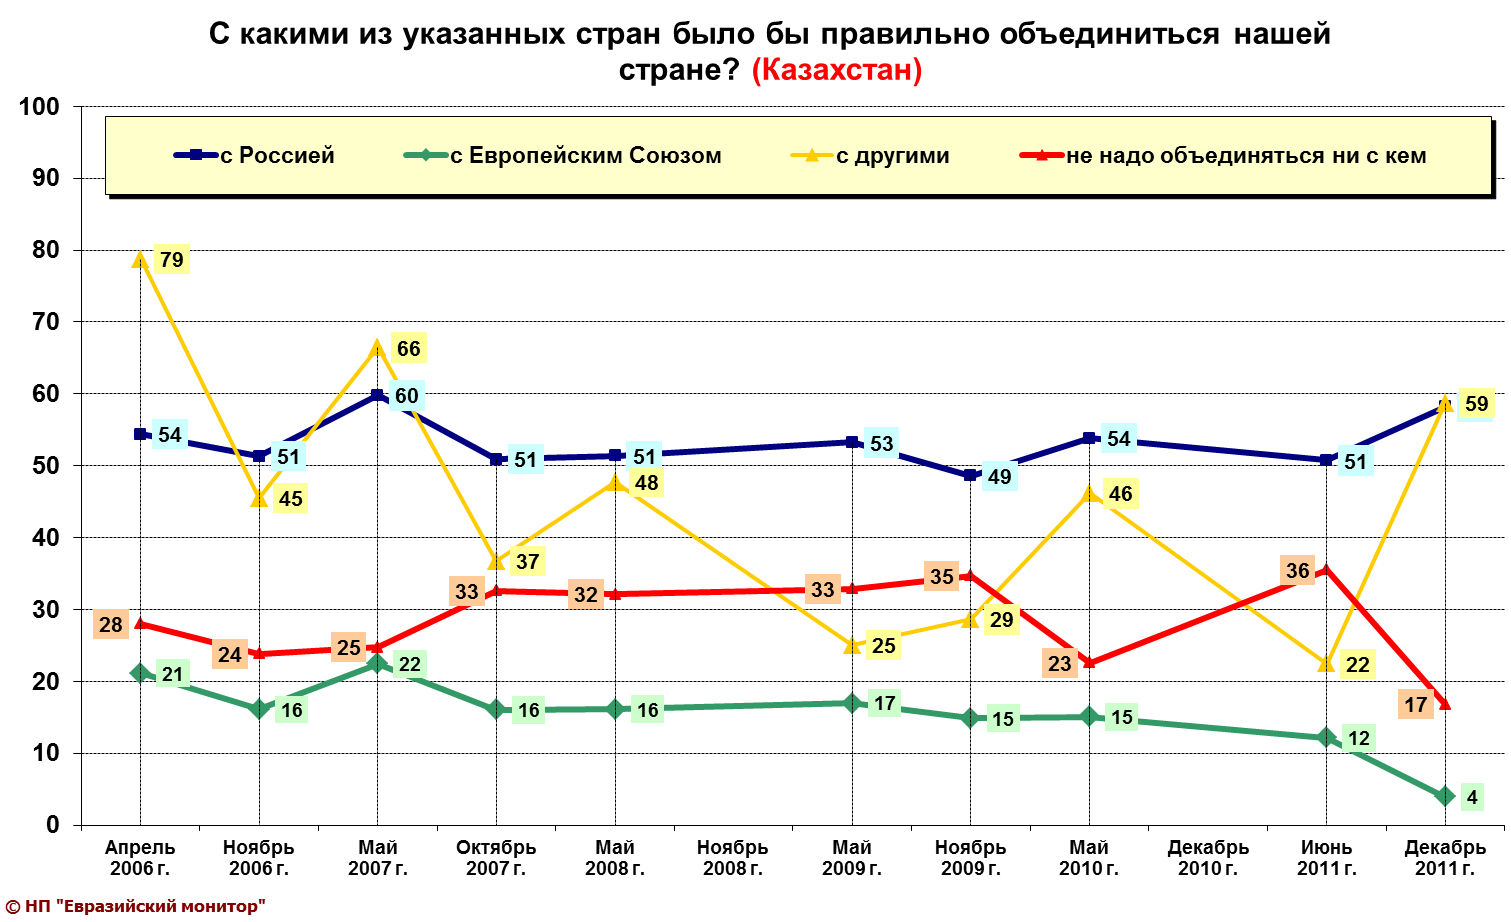 С какими из указанных стран было бы правильно объединиться нашей
стране? (Казахстан)
100
90
80
70
60
50
40
30
20
10
0
с Россией
с Европейским Союзом
с другими
не надо объединяться ни с кем
54
51
60
51
51
53
49
54
51
79
45
66
37
48
25
29
46
22
59
28
24
25
33
32
33
35
23
36
17
21
16
22
16
16
17
15
15
12
4
Апрель
2006 г.
Ноябрь
2006 г.
Май
2007 г.
Октябрь
2007 г.
Май
2008 г.
Ноябрь
2008 г.
Май
2009 г.
Ноябрь
2009 г.
Май
2010 г.
Декабрь
2010 г.
Июнь
2011 г.
Декабрь
2011 г.
© НП "Евразийский монитор"